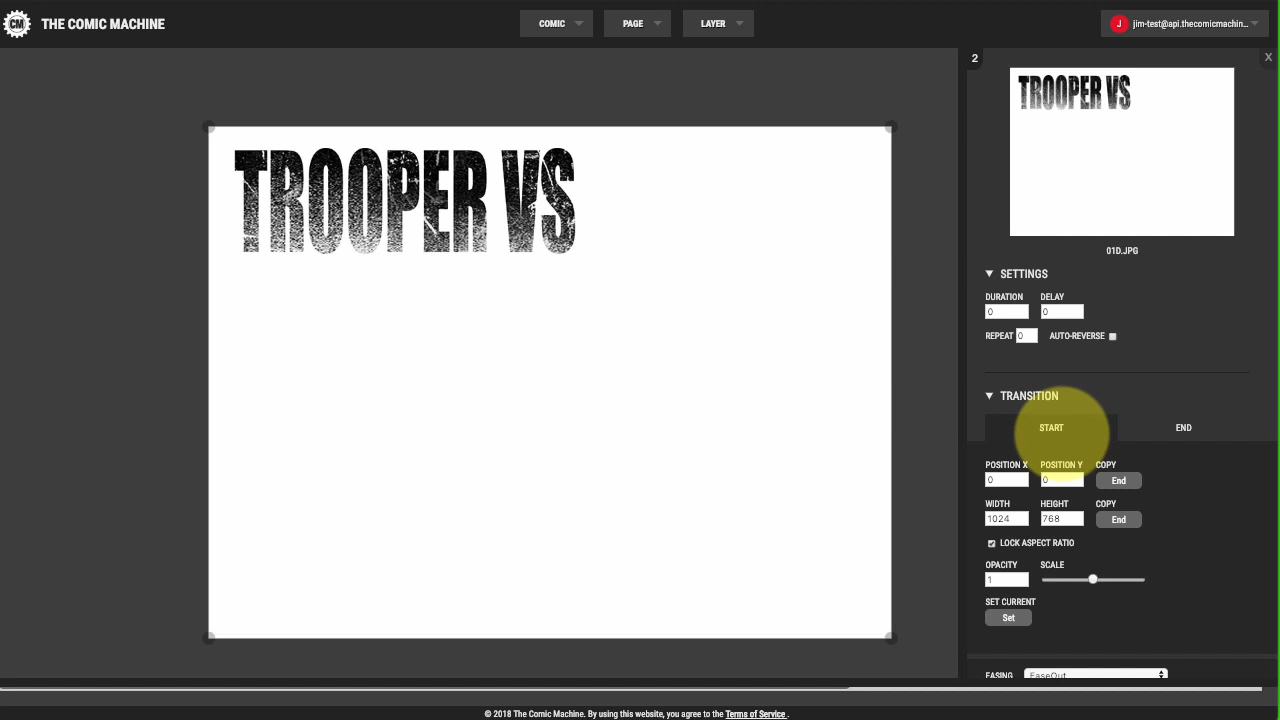 THE COMIC MACHINE
COMIC
PAGE
LAYER
J
jim-test@api.thecomicmachin...
TROOPER VS
2
X
TROOPER VS
01D.JPG
SETTINGS
DURATION DELAY
0 0
REPEAT 0 AUTO-REVERSE
TRANSITION
START END
POSITION X POSITION Y COPY
0 0 End
WIDTH HEIGHT COPY
1024 768 End
LOCK ASPECT RATIO
OPACITY SCALE
1
SET CURRENT
Set
EASING EaseOut
© 2018 The Comic Machine. By using this website, you agree to the Terms of Service .
CM